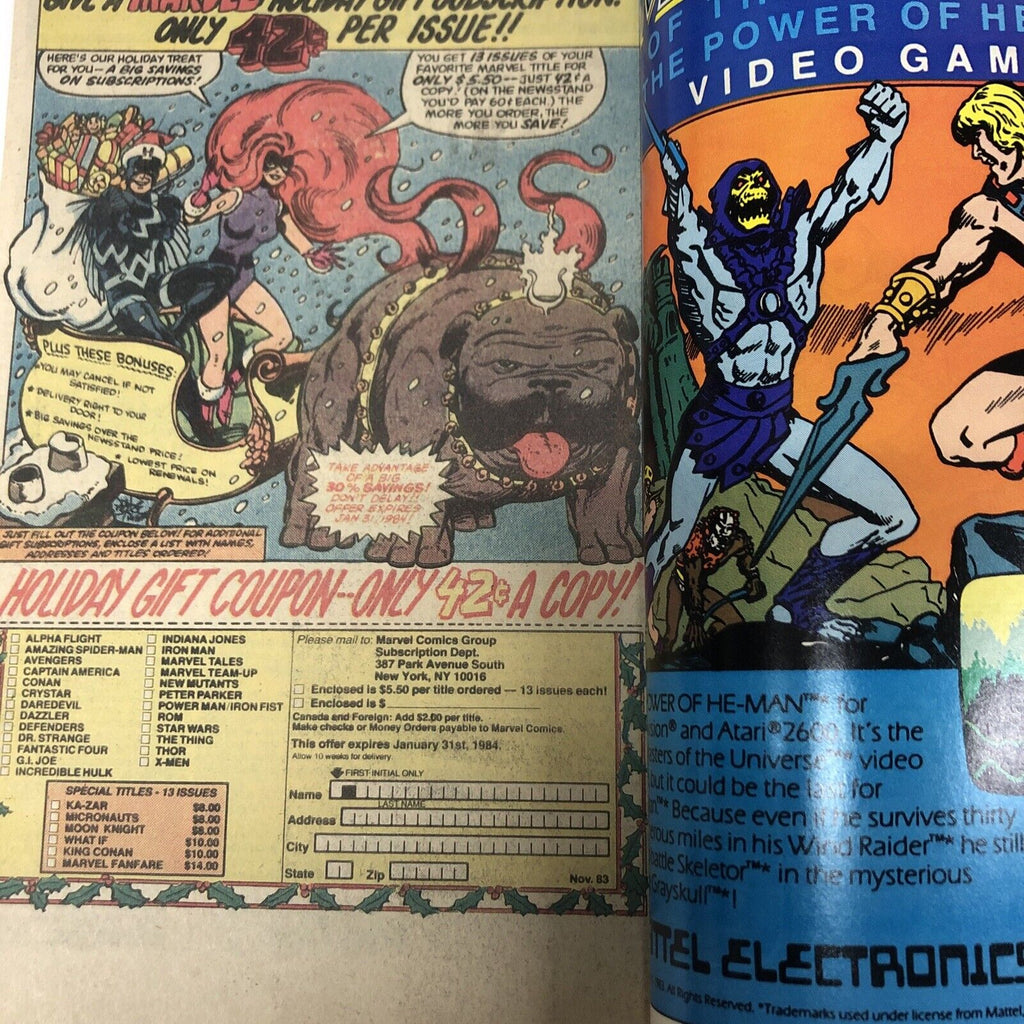 GIVE A MARVEL HOLIDAY GIFT SUBSCRIPTION!
ONLY 42¢ PER ISSUE!!
HERE'S OUR HOLIDAY TREAT
FOR YOU--A BIG SAVINGS
ON SUBSCRIPTIONS!
YOU GET 13 ISSUES OF YOUR
FAVORITE MARVEL TITLE FOR
ONLY $5.50--JUST 42¢ A
COPY! (ON THE NEWSSTAND
YOU'D PAY 60¢ EACH.) THE
MORE YOU ORDER, THE
MORE YOU SAVE!
PLUS THESE BONUSES:
*YOU MAY CANCEL IF NOT
SATISFIED!
* DELIVERY RIGHT TO YOUR
DOOR!
*BIG SAVINGS OVER THE
NEWSSTAND PRICE!
* LOWEST PRICE ON
RENEWALS!
TAKE ADVANTAGE
OF A BIG
30% SAVINGS!
DON'T DELAY!!
OFFER EXPIRES
JAN 31, 1984!
JUST FILL OUT THE COUPON BELOW! FOR ADDITIONAL
GIFT SUBSCRIPTIONS, ENCLOSE A LIST WITH NAMES,
ADDRESSES AND TITLES ORDERED!
HOLIDAY GIFT COUPON--ONLY 42¢ A COPY!
ALPHA FLIGHT
AMAZING SPIDER-MAN
AVENGERS
CAPTAIN AMERICA
CONAN
CRYSTAR
DAREDEVIL
DAZZLER
DEFENDERS
DR. STRANGE
FANTASTIC FOUR
G.I. JOE
INCREDIBLE HULK
INDIANA JONES
IRON MAN
MARVEL TALES
MARVEL TEAM-UP
NEW MUTANTS
PETER PARKER
POWER MAN/IRON FIST
ROM
STAR WARS
THE THING
THOR
X-MEN
SPECIAL TITLES - 13 ISSUES
KA-ZAR $8.00
MICRONAUTS $8.00
MOON KNIGHT $8.00
WHAT IF $10.00
KING CONAN $10.00
MARVEL FANFARE $14.00
Please mail to: Marvel Comics Group
Subscription Dept.
387 Park Avenue South
New York, NY 10016
Enclosed is $5.50 per title ordered — 13 issues each!
Enclosed is $
Canada and Foreign: Add $2.00 per title.
Make checks or Money Orders payable to Marvel Comics.
This offer expires January 31st, 1984.
Allow 10 weeks for delivery.
FIRST INITIAL ONLY
Name
LAST NAME
Address
City
State Zip
Nov. 83
OF TH
HE POWER OF HE
VIDEO GAM
OWER OF HE-MAN™* for
sion® and Atari® 2600. It's the
sters of the Universe™* video
but it could be the last for
n™* Because even if he survives thirty
erous miles in his Wind Raider™* he still
battle Skeletor™* in the mysterious
Grayskull™*!
TTEL ELECTRONICS
1983. All Rights Reserved. *Trademarks used under license from Mattel,